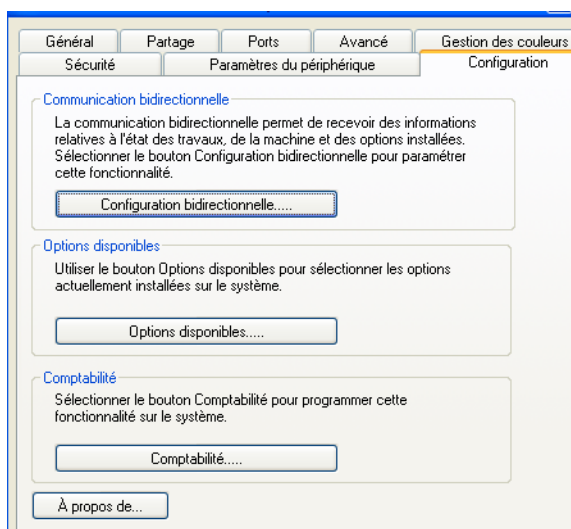 Général Partage Ports Avancé Gestion des couleurs
Sécurité Paramètres du périphérique Configuration
Communication bidirectionnelle
La communication bidirectionnelle permet de recevoir des informations
relatives à l'état des travaux, de la machine et des options installées.
Sélectionner le bouton Configuration bidirectionnelle pour paramétrer
cette fonctionnalité.
Configuration bidirectionnelle.....
Options disponibles
Utiliser le bouton Options disponibles pour sélectionner les options
actuellement installées sur le système.
Options disponibles.....
Comptabilité
Sélectionner le bouton Comptabilité pour programmer cette
fonctionnalité sur le système.
Comptabilité.....
À propos de...